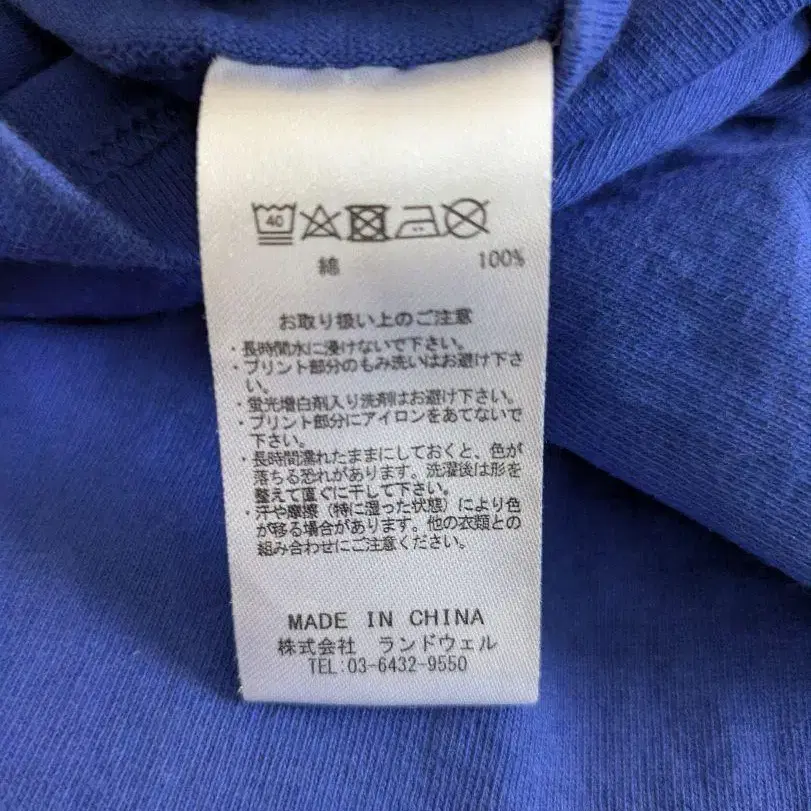 40
綿 100%
お取り扱い上のご注意
・長時間水に浸けないで下さい。
・プリント部分のもみ洗いはお避け下さ
い。
・蛍光増白剤入り洗剤はお避け下さい。
・プリント部分にアイロンをあてないで
下さい。
・長時間濡れたままにしておくと、色が
落ちる恐れがあります。洗濯後は形を
整えて直ぐに干して下さい。
・汗や摩擦（特に湿った状態）により色
が移る場合があります。他の衣類との
組み合わせにご注意ください。
MADE IN CHINA
株式会社 ランドウェル
TEL:03-6432-9550